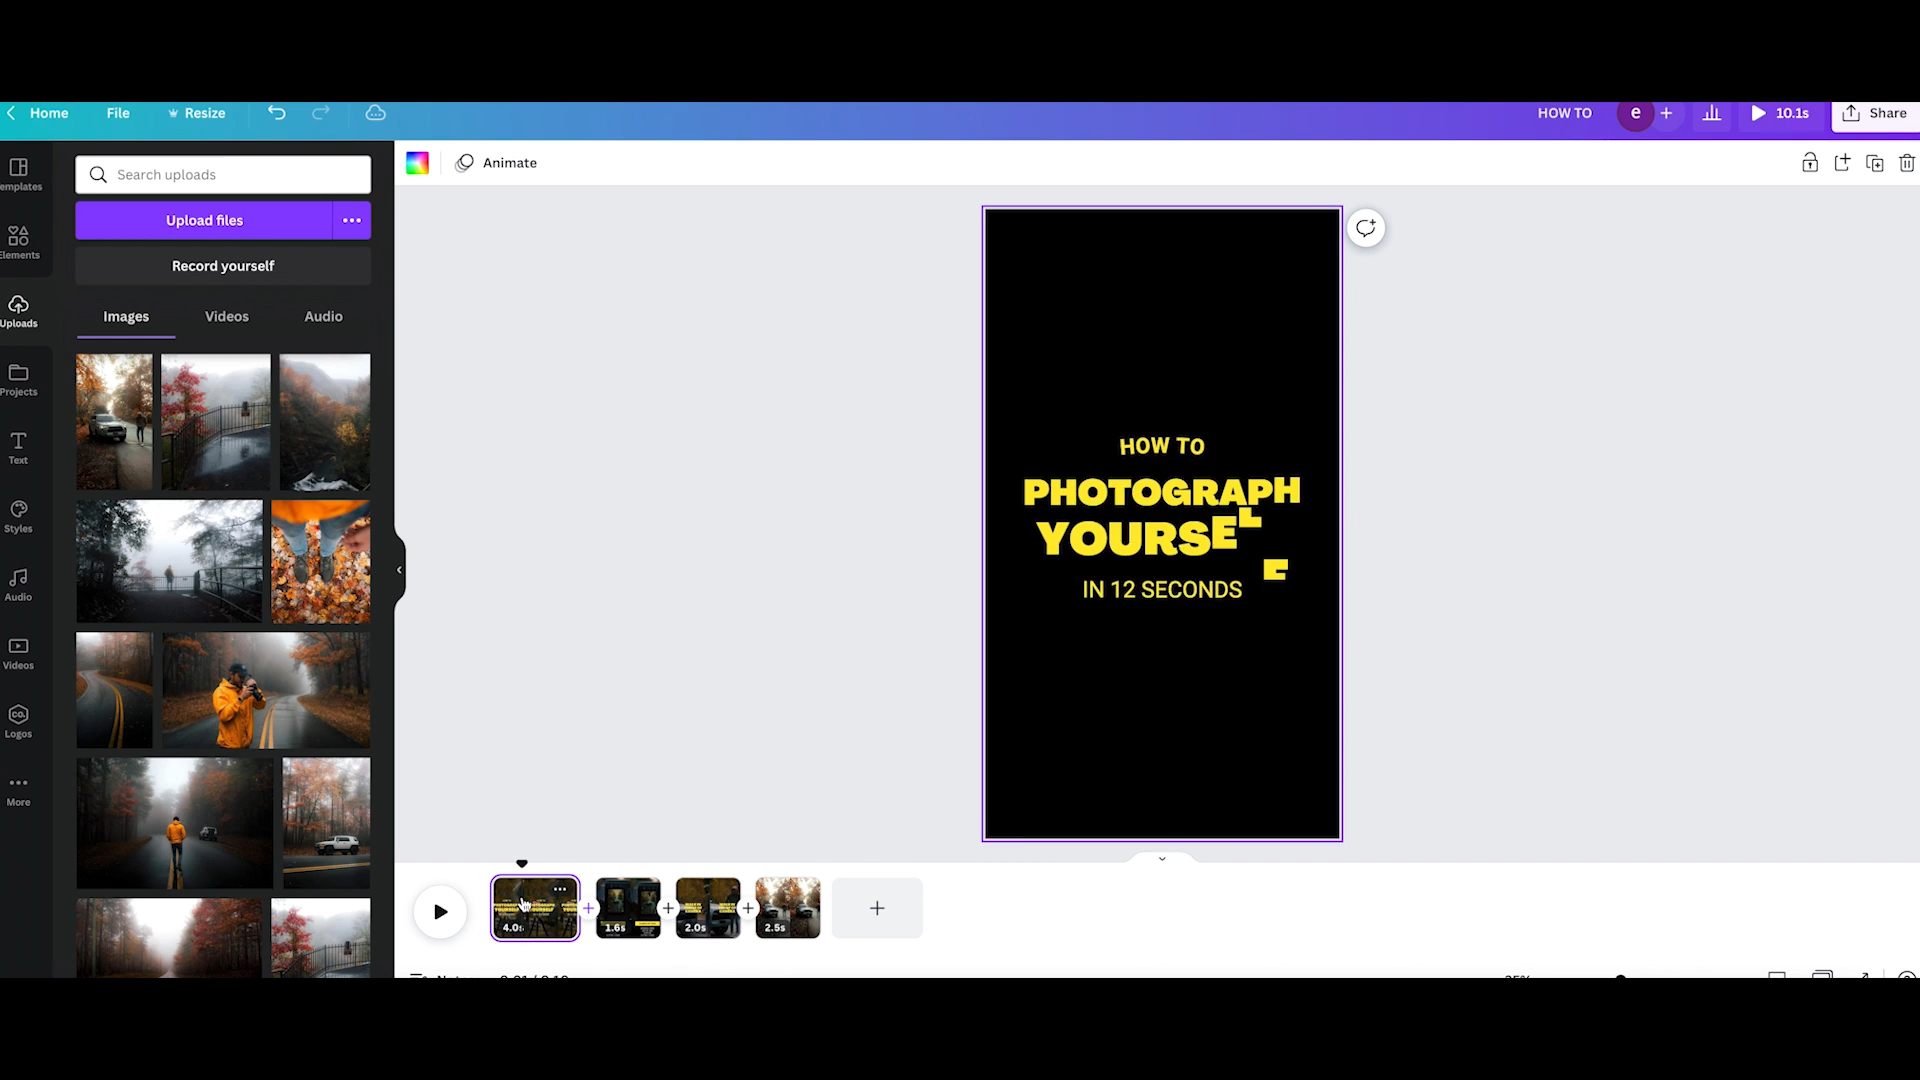 Home
File
Resize
HOW TO
e
10.1s
Share
emplates
Elements
Uploads
Projects
Text
Styles
Audio
Videos
co.
Logos
More
Search uploads
Upload files
Record yourself
Images
Videos
Audio
Animate
HOW TO
PHOTOGRAPH
YOURSE
IN 12 SECONDS
4.0s
1.6s
2.0s
2.5s